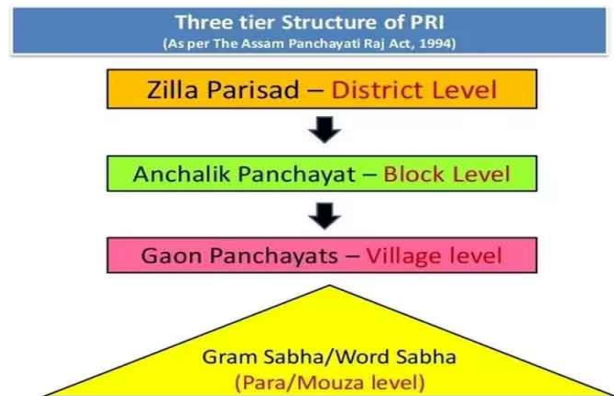 Three tier Structure of PRI
(As per The Assam Panchayati Raj Act, 1994)
Zilla Parisad – District Level
Anchalik Panchayat – Block Level
Gaon Panchayats – Village level
Gram Sabha/Word Sabha
(Para/Mouza level)